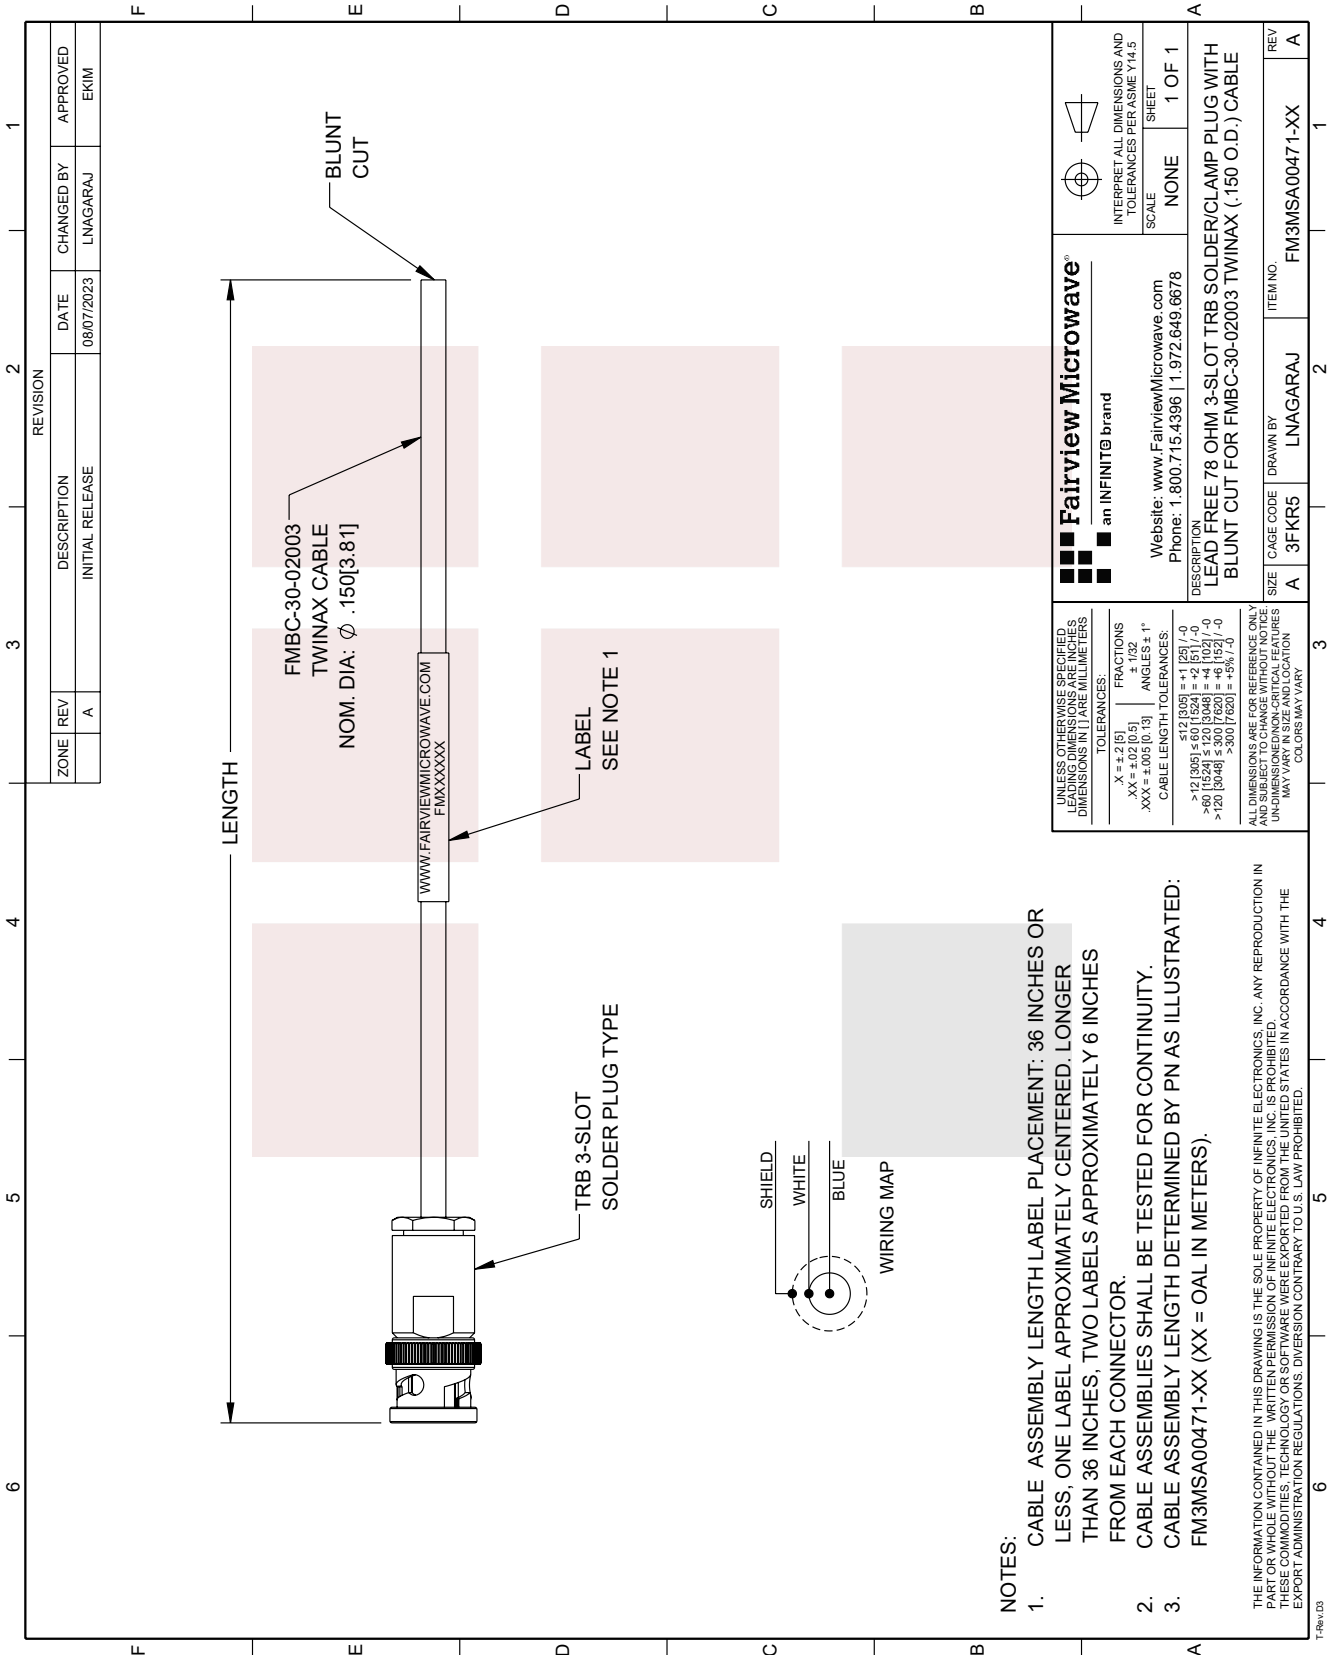 REVISION
ZONE REV DESCRIPTION DATE CHANGED BY APPROVED
A INITIAL RELEASE 08/07/2023 LNAGARAJ EKIM
6 5 4 3 2 1
F
E
D
C
B
A
F
E
D
C
B
A
LENGTH
BLUNT
CUT
FMBC-30-02003
TWINAX CABLE
NOM. DIA: Ø .150[3.81]
WWW.FAIRVIEWMICROWAVE.COM
FMXXXXXX
LABEL
SEE NOTE 1
TRB 3-SLOT
SOLDER PLUG TYPE
SHIELD
WHITE
BLUE
WIRING MAP
NOTES:
1. CABLE ASSEMBLY LENGTH LABEL PLACEMENT: 36 INCHES OR
LESS, ONE LABEL APPROXIMATELY CENTERED. LONGER
THAN 36 INCHES, TWO LABELS APPROXIMATELY 6 INCHES
FROM EACH CONNECTOR.
2. CABLE ASSEMBLIES SHALL BE TESTED FOR CONTINUITY.
3. CABLE ASSEMBLY LENGTH DETERMINED BY PN AS ILLUSTRATED:
FM3MSA00471-XX (XX = OAL IN METERS).
THE INFORMATION CONTAINED IN THIS DRAWING IS THE SOLE PROPERTY OF INFINITE ELECTRONICS, INC. ANY REPRODUCTION IN
PART OR WHOLE WITHOUT THE WRITTEN PERMISSION OF INFINITE ELECTRONICS, INC. IS PROHIBITED.
THESE COMMODITIES, TECHNOLOGY OR SOFTWARE WERE EXPORTED FROM THE UNITED STATES IN ACCORDANCE WITH THE
EXPORT ADMINISTRATION REGULATIONS. DIVERSION CONTRARY TO U.S. LAW PROHIBITED.
UNLESS OTHERWISE SPECIFIED
LEADING DIMENSIONS ARE INCHES
DIMENSIONS IN [ ] ARE MILLIMETERS
TOLERANCES:
.X = ±.2 [5] FRACTIONS
.XX = ±.02 [0.5] ± 1/32
.XXX = ±.005 [0.13] ANGLES ± 1°
CABLE LENGTH TOLERANCES:
≤12 [305] = +1 [25] / -0
>12 [305] ≤ 60 [1524] = +2 [51] / -0
>60 [1524] ≤ 120 [3048] = +4 [102] / -0
>120 [3048] ≤ 300 [7620] = +6 [152] / -0
>300 [7620] = +5% / -0
ALL DIMENSIONS ARE FOR REFERENCE ONLY
AND SUBJECT TO CHANGE WITHOUT NOTICE.
UN-DIMENSIONED/NON-CRITICAL FEATURES
MAY VARY IN SIZE AND LOCATION
COLORS MAY VARY
Fairview Microwave®
an INFINIT℮ brand
Website: www.FairviewMicrowave.com
Phone: 1.800.715.4396 | 1.972.649.6678
INTERPRET ALL DIMENSIONS AND
TOLERANCES PER ASME Y14.5
SCALE SHEET
NONE 1 OF 1
DESCRIPTION
LEAD FREE 78 OHM 3-SLOT TRB SOLDER/CLAMP PLUG WITH
BLUNT CUT FOR FMBC-30-02003 TWINAX (.150 O.D.) CABLE
SIZE CAGE CODE DRAWN BY ITEM NO. REV
A 3FKR5 LNAGARAJ FM3MSA00471-XX A
6 5 4 3 2 1
T-Rev.D3